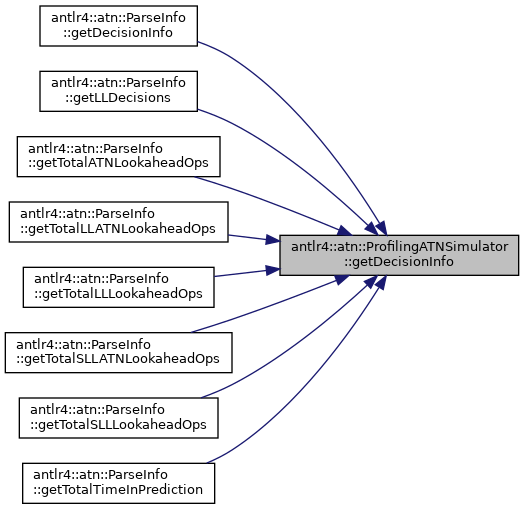 antlr4::atn::ParseInfo
::getDecisionInfo
antlr4::atn::ParseInfo
::getLLDecisions
antlr4::atn::ParseInfo
::getTotalATNLookaheadOps
antlr4::atn::ParseInfo
::getTotalLLATNLookaheadOps
antlr4::atn::ProfilingATNSimulator
::getDecisionInfo
antlr4::atn::ParseInfo
::getTotalLLLookaheadOps
antlr4::atn::ParseInfo
::getTotalSLLATNLookaheadOps
antlr4::atn::ParseInfo
::getTotalSLLLookaheadOps
antlr4::atn::ParseInfo
::getTotalTimeInPrediction